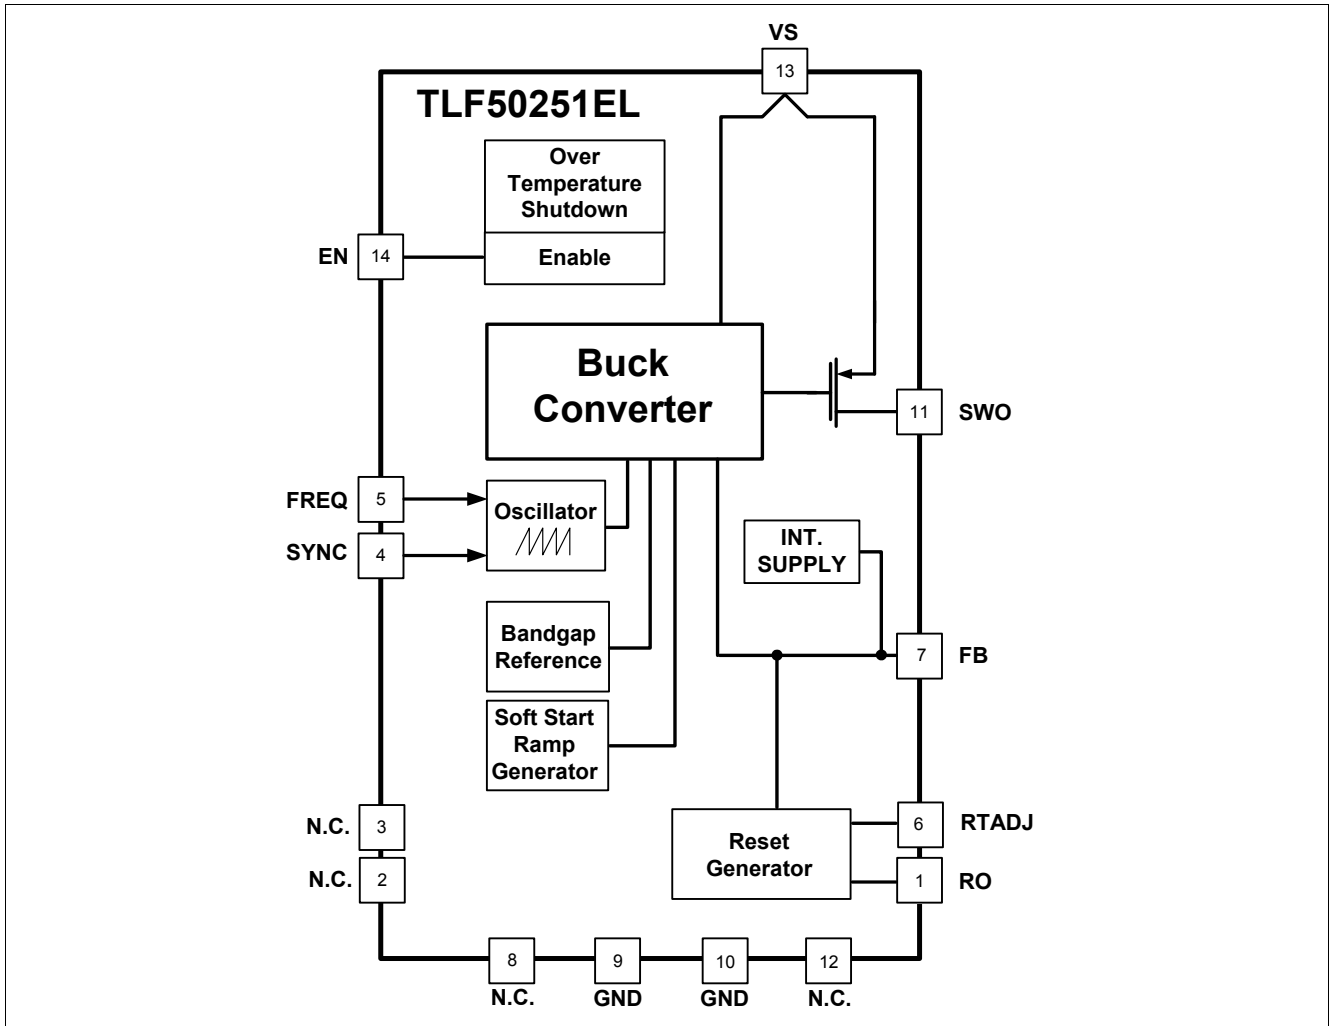 VS
13
TLF50251EL
Over
Temperature
Shutdown
EN
14
Enable
Buck
Converter
11
SWO
FREQ
5
Oscillator
SYNC
4
INT.
SUPPLY
Bandgap
Reference
7
FB
Soft Start
Ramp
Generator
N.C.
3
6
RTADJ
Reset
Generator
N.C.
2
1
RO
8
9
10
12
N.C.
GND
GND
N.C.